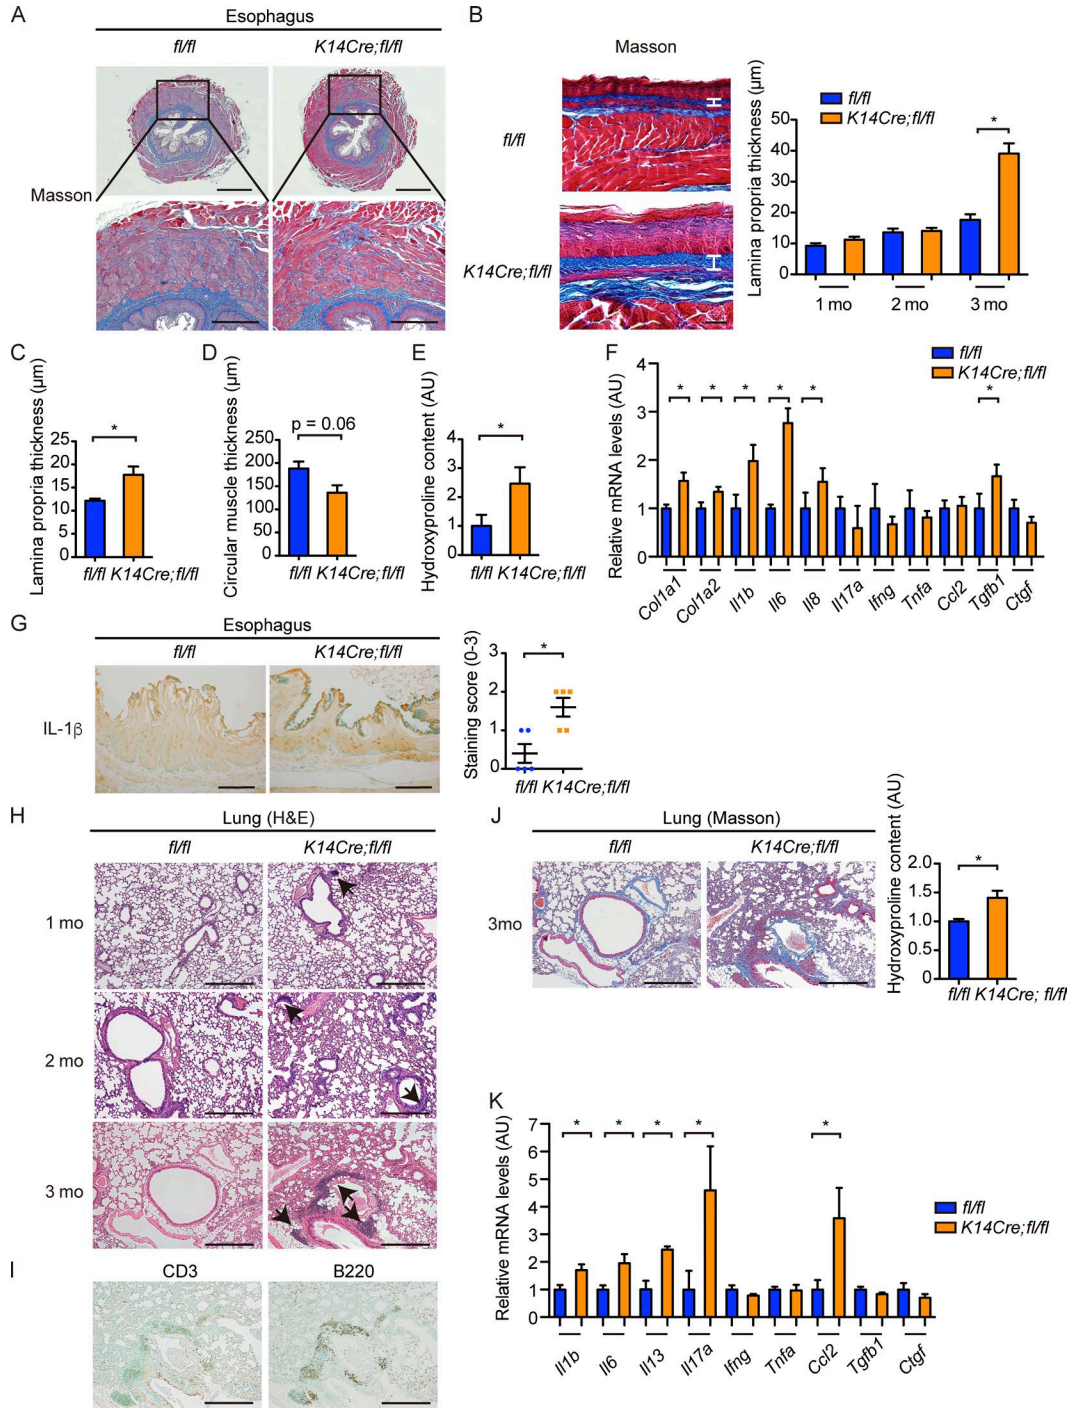 A
Esophagus
fl/fl K14Cre;fl/fl
Masson
B
Masson
fl/fl
K14Cre;fl/fl
Lamina propria thickness (µm)
fl/fl
K14Cre;fl/fl
*
50
40
30
20
10
0
1 mo 2 mo 3 mo
C
Lamina propria thickness (µm)
25
20
15
10
5
0
*
fl/fl K14Cre;fl/fl
D
Circular muscle thickness (µm)
p = 0.06
250
200
150
100
50
0
fl/fl K14Cre;fl/fl
E
Hydroxyproline content (AU)
4
3
2
1
0
*
fl/fl K14Cre;fl/fl
F
Relative mRNA levels (AU)
fl/fl
K14Cre;fl/fl
4
3
2
1
0
* * * * * *
Col1a1 Col1a2 Il1b Il6 Il8 Il17a Ifng Tnfa Ccl2 Tgfb1 Ctgf
G
Esophagus
fl/fl K14Cre;fl/fl
IL-1β
Staining score (0-3)
3
2
1
0
*
fl/fl K14Cre;fl/fl
H
Lung (H&E)
fl/fl K14Cre;fl/fl
1 mo
2 mo
3 mo
I
CD3 B220
J
Lung (Masson)
fl/fl K14Cre;fl/fl
3mo
Hydroxyproline content (AU)
2.0
1.5
1.0
0.5
0
*
fl/fl K14Cre; fl/fl
K
Relative mRNA levels (AU)
7
6
5
4
3
2
1
0
* * * * *
fl/fl
K14Cre;fl/fl
Il1b Il6 Il13 Il17a Ifng Tnfa Ccl2 Tgfb1 Ctgf